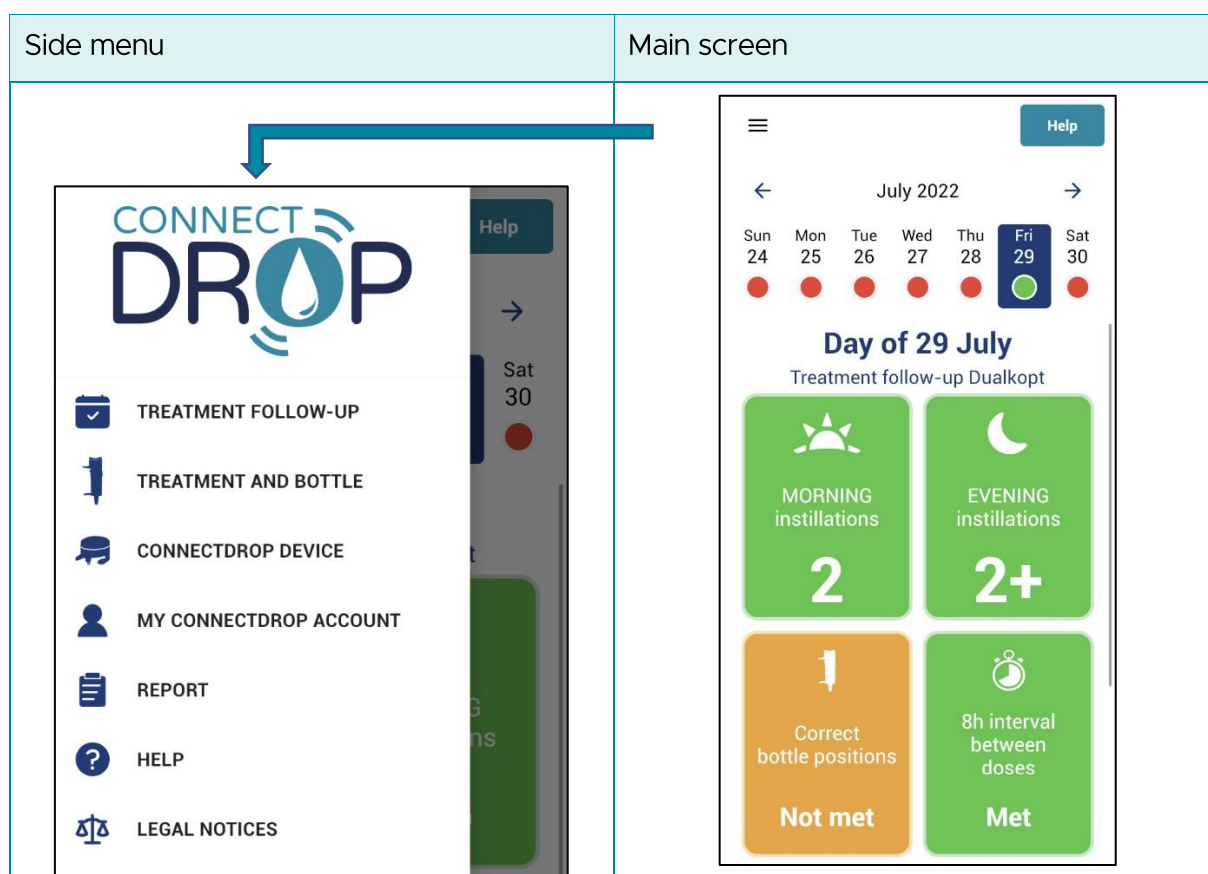 Side menu
Main screen
CONNECT
DROP
Help
Sat
30
TREATMENT FOLLOW-UP
TREATMENT AND BOTTLE
CONNECTDROP DEVICE
MY CONNECTDROP ACCOUNT
REPORT
HELP
LEGAL NOTICES
t
G
ns
Help
July 2022
Sun Mon Tue Wed Thu Fri Sat
24 25 26 27 28 29 30
Day of 29 July
Treatment follow-up Dualkopt
MORNING
instillations
2
EVENING
instillations
2+
Correct
bottle positions
Not met
8h interval
between
doses
Met